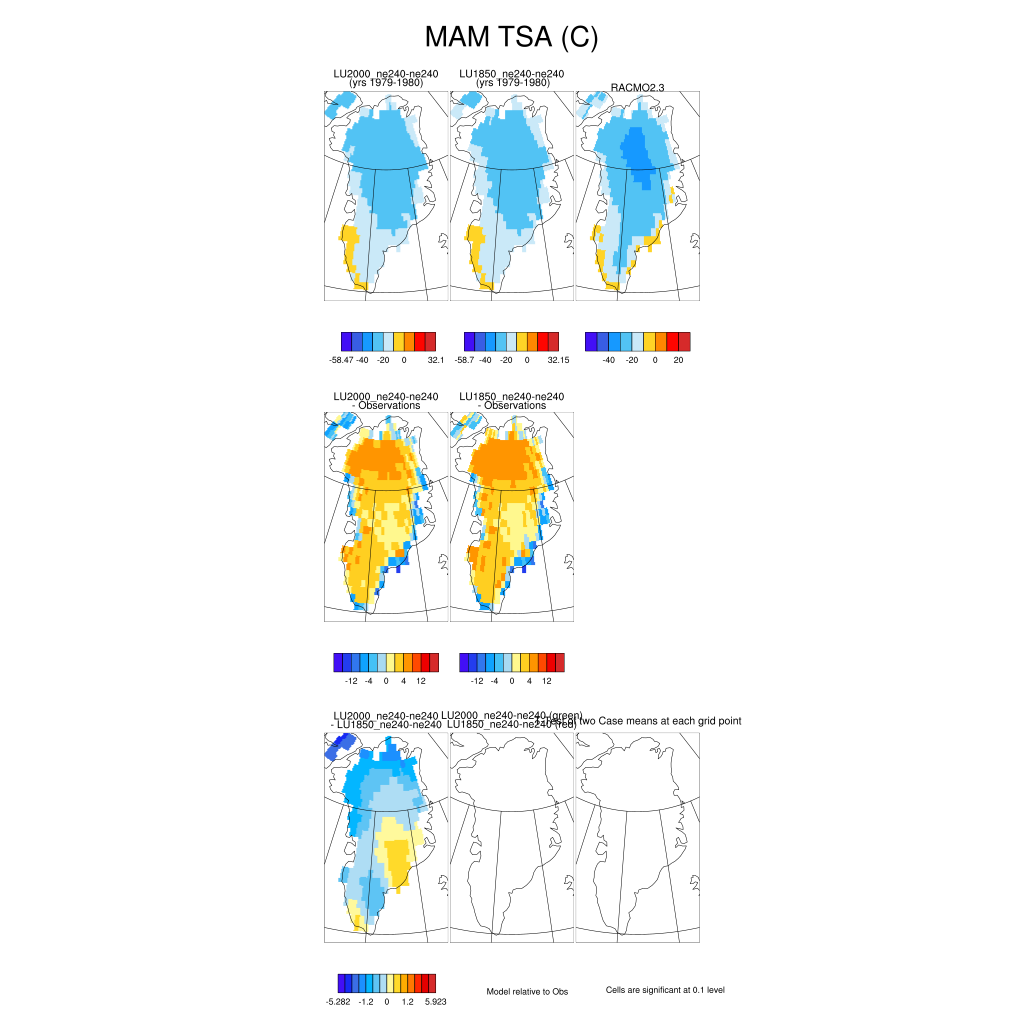 MAM TSA (C)
LU2000_ne240-ne240
(yrs 1979-1980)
LU1850_ne240-ne240
(yrs 1979-1980)
RACMO2.3
-58.47 -40 -20 0 32.1
-58.7 -40 -20 0 32.15
-40 -20 0 20
LU2000_ne240-ne240
- Observations
LU1850_ne240-ne240
- Observations
-12 -4 0 4 12
-12 -4 0 4 12
LU2000_ne240-ne240
- LU1850_ne240-ne240
LU2000_ne240-ne240 (green)
LU1850_ne240-ne240 (red)
of two Case means at each grid point
-5.282 -1.2 0 1.2 5.923
Model relative to Obs
Cells are significant at 0.1 level